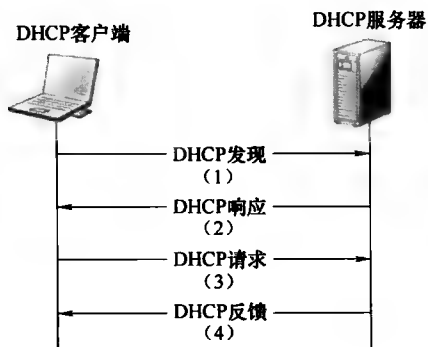 DHCP客户端
DHCP服务器
DHCP发现
（1）
DHCP响应
（2）
DHCP请求
（3）
DHCP反馈
（4）